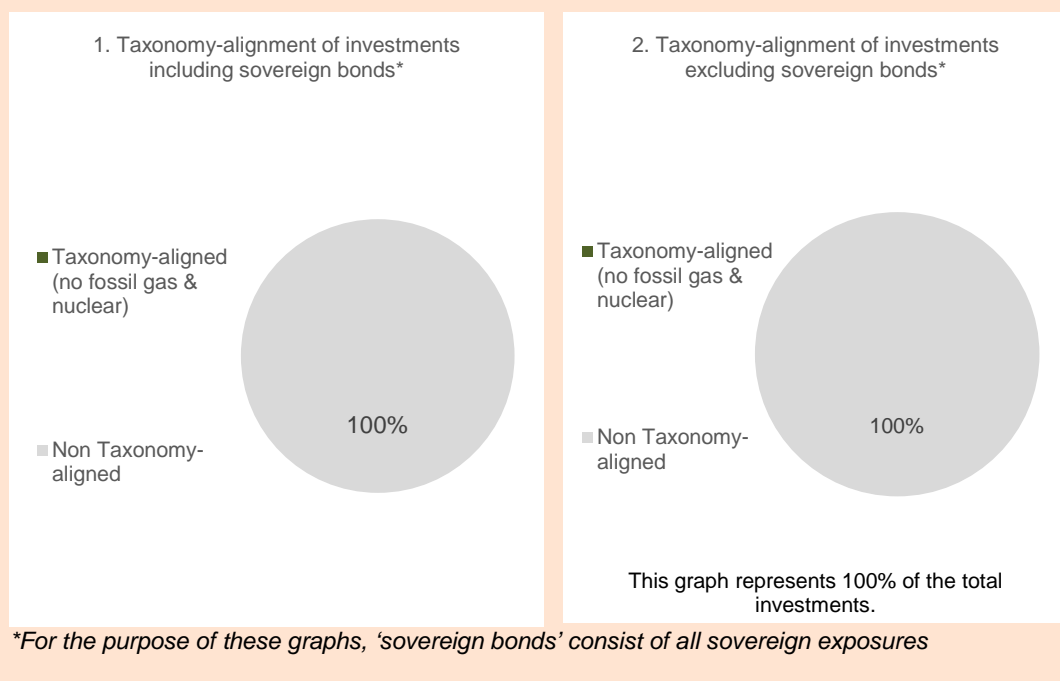 1. Taxonomy-alignment of investments
including sovereign bonds*
Taxonomy-aligned
(no fossil gas &
nuclear)
Non Taxonomy-
aligned
100%
2. Taxonomy-alignment of investments
excluding sovereign bonds*
Taxonomy-aligned
(no fossil gas &
nuclear)
Non Taxonomy-
aligned
100%
This graph represents 100% of the total
investments.
*For the purpose of these graphs, ‘sovereign bonds’ consist of all sovereign exposures